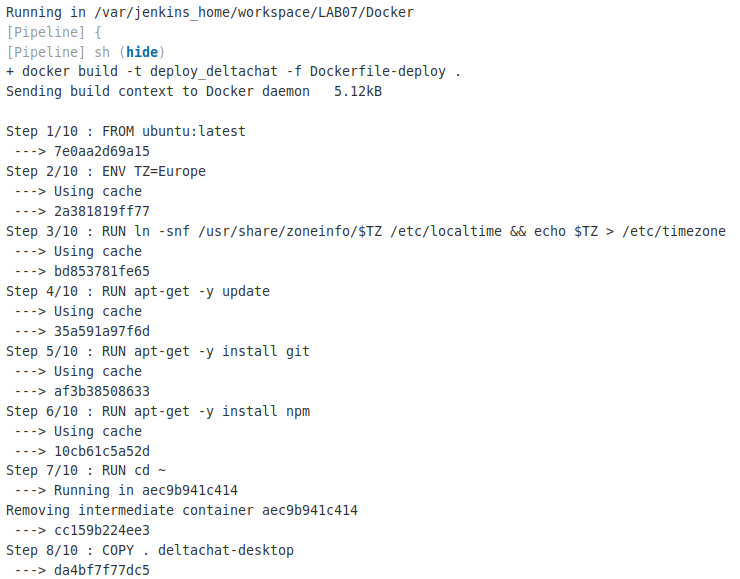 Running in /var/jenkins_home/workspace/LAB07/Docker
[Pipeline] {
[Pipeline] sh (hide)
+ docker build -t deploy_deltachat -f Dockerfile-deploy .
Sending build context to Docker daemon   5.12kB

Step 1/10 : FROM ubuntu:latest
 ---> 7e0aa2d69a15
Step 2/10 : ENV TZ=Europe
 ---> Using cache
 ---> 2a381819ff77
Step 3/10 : RUN ln -snf /usr/share/zoneinfo/$TZ /etc/localtime && echo $TZ > /etc/timezone
 ---> Using cache
 ---> bd853781fe65
Step 4/10 : RUN apt-get -y update
 ---> Using cache
 ---> 35a591a97f6d
Step 5/10 : RUN apt-get -y install git
 ---> Using cache
 ---> af3b38508633
Step 6/10 : RUN apt-get -y install npm
 ---> Using cache
 ---> 10cb61c5a52d
Step 7/10 : RUN cd ~
 ---> Running in aec9b941c414
Removing intermediate container aec9b941c414
 ---> cc159b224ee3
Step 8/10 : COPY . deltachat-desktop
 ---> da4bf7f77dc5